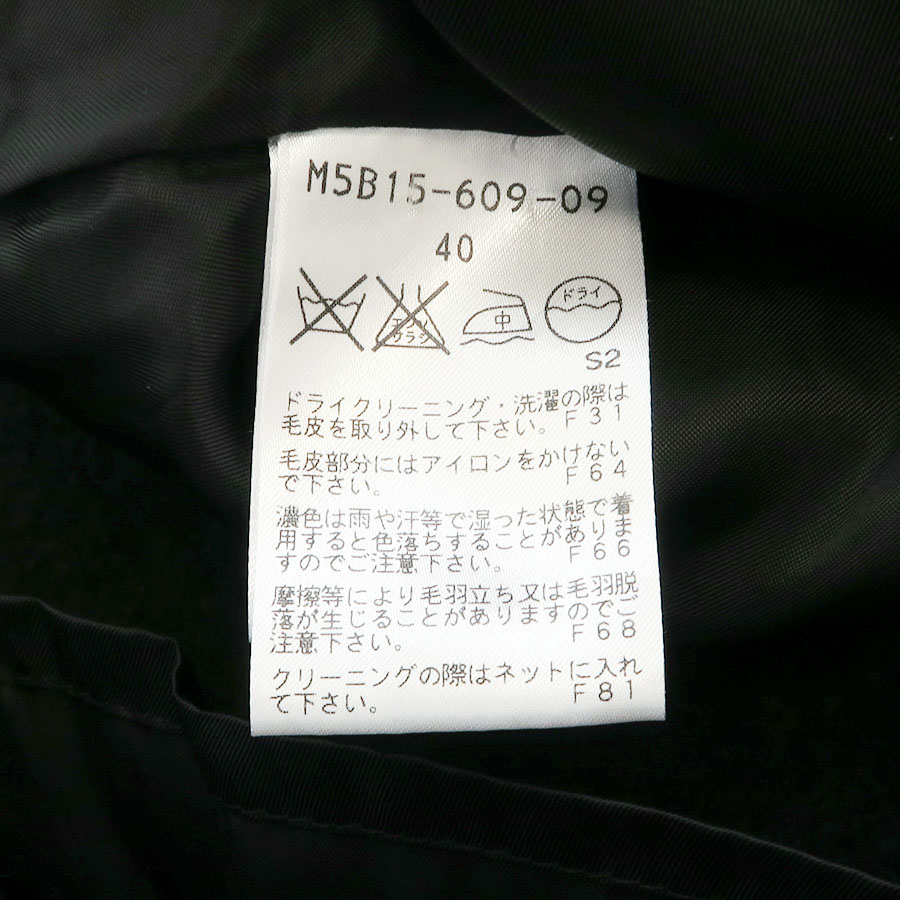 M5B15-609-09
40
エンソ
サラシ
中
ドライ
S2
ドライクリーニング・洗濯の際は
毛皮を取り外して下さい。 F31
毛皮部分にはアイロンをかけない
で下さい。 F64
濃色は雨や汗等で湿った状態で着
用すると色落ちすることがありま
すのでご注意下さい。 F66
摩擦等により毛羽立ち又は毛羽脱
落が生じることがありますのでご
注意下さい。 F68
クリーニングの際はネットに入れ
て下さい。 F81